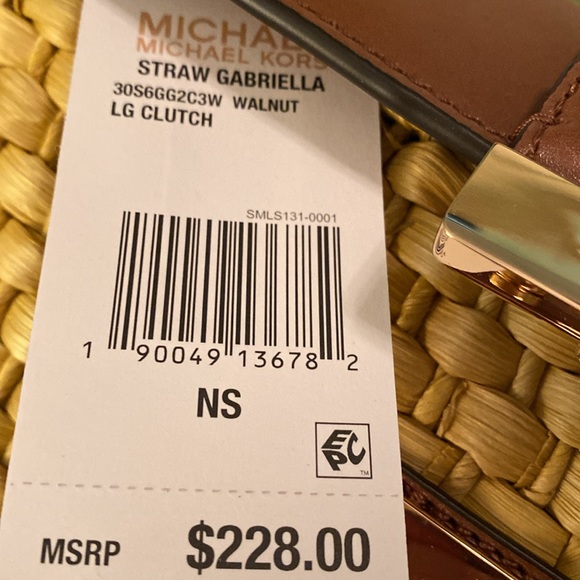 MICHAEL
MICHAEL KORS
STRAW GABRIELLA
30S6GG2C3W WALNUT
LG CLUTCH
SMLS131-0001
1 90049 13678 2
NS
EPC
TM
MSRP $228.00